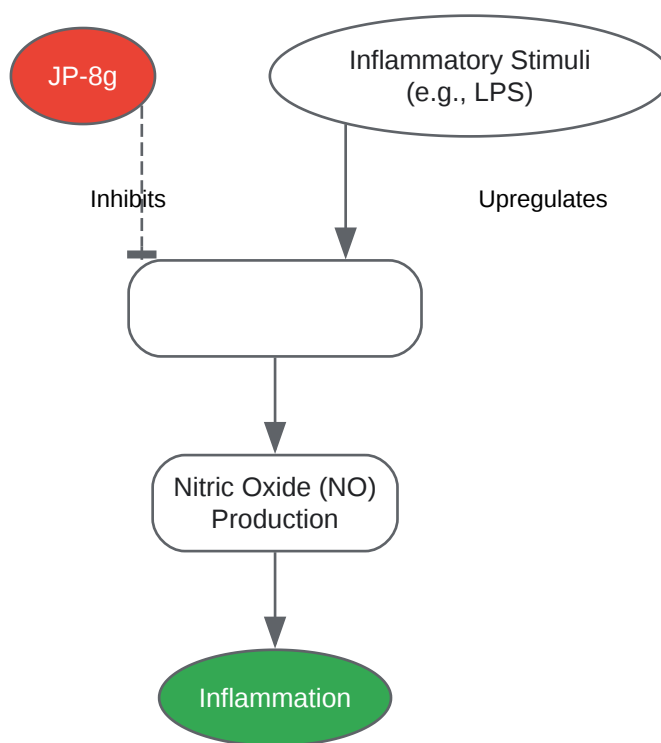 JP-8g
Inflammatory Stimuli
(e.g., LPS)
Inhibits
Upregulates
Nitric Oxide (NO)
Production
Inflammation